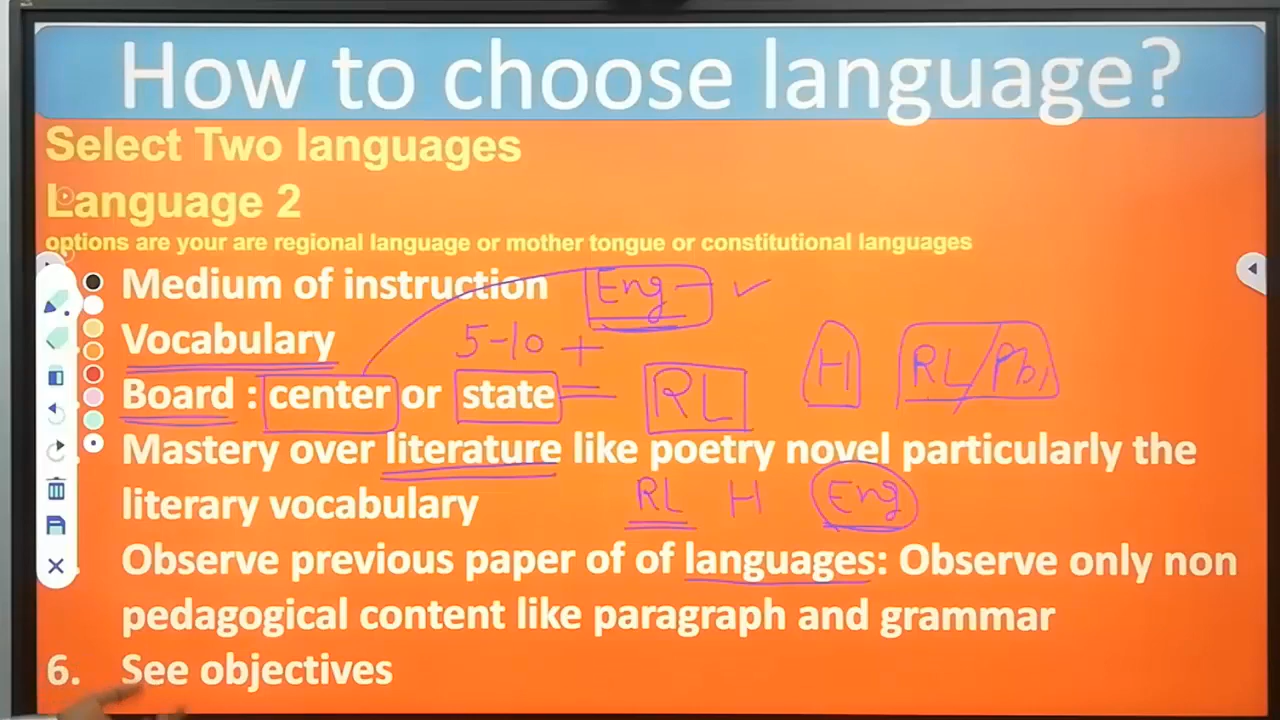 How to choose language?
Select Two languages
Language 2
options are your are regional language or mother tongue or constitutional languages
Medium of instruction Eng
Vocabulary 5-10 +
Board : center or state = RL H RL/Pbi
Mastery over literature like poetry novel particularly the
literary vocabulary RL H Eng
Observe previous paper of of languages: Observe only non
pedagogical content like paragraph and grammar
6. See objectives